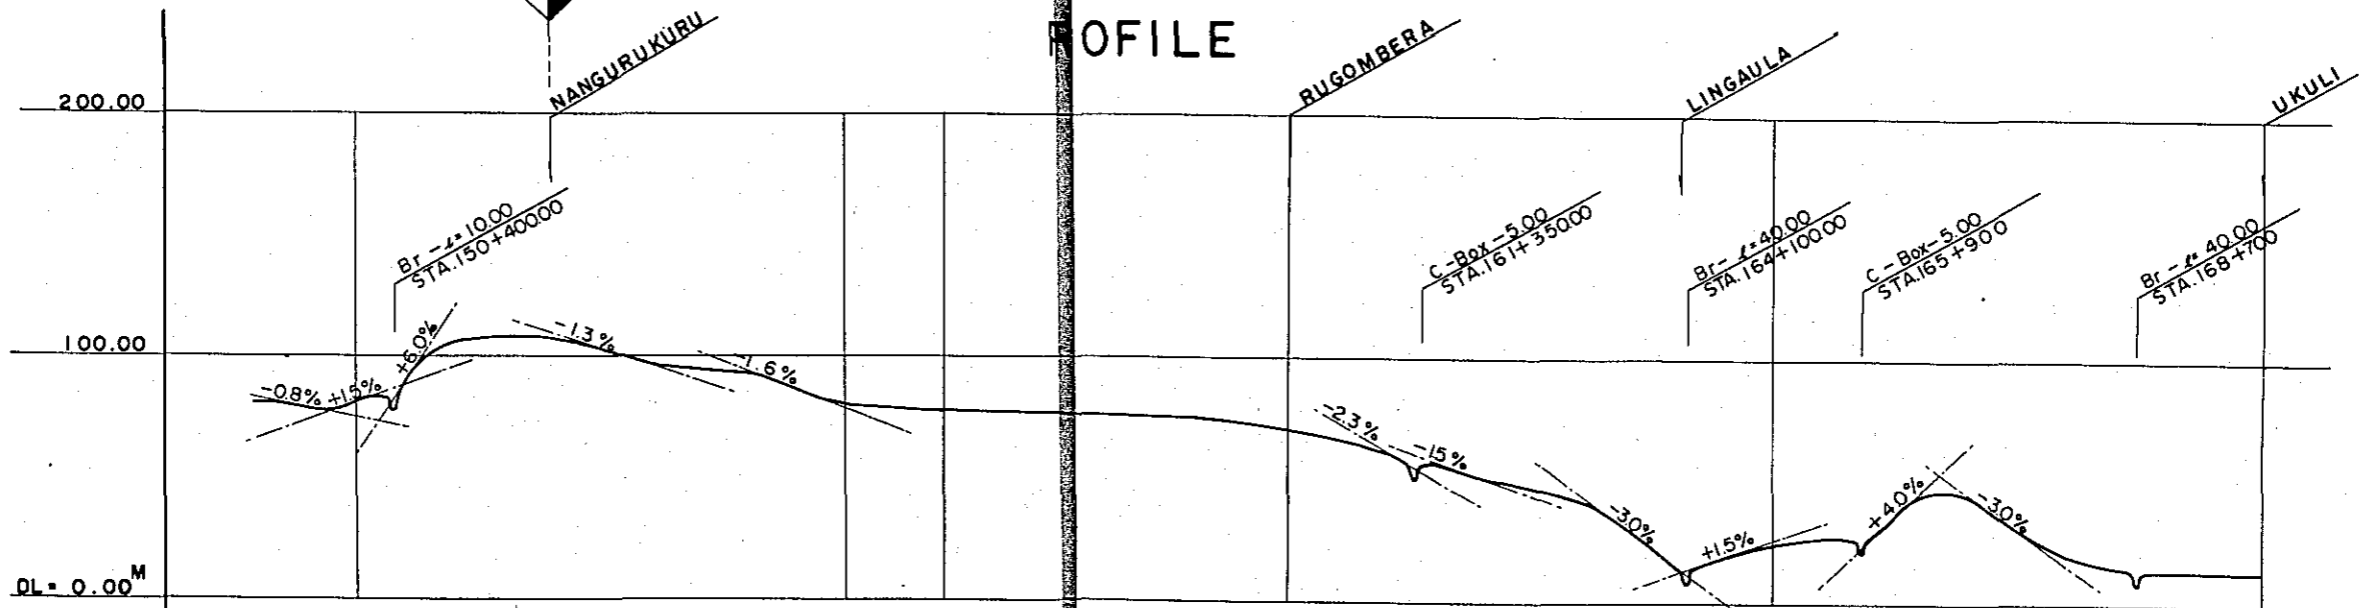 ROFILE
NANGURUKURU
RUGOMBERA
LINGAULA
UKULI
200.00
Br - ℓ= 10.00
STA.150+400.00
C-Box-5.00
STA.161+350.00
Br- ℓ=40.00
STA.164+100.00
C-Box-5.00
STA.165+900
Br - ℓ= 40.00
STA.168+700
100.00
-0.8%
+1.5%
+6.0%
-1.3%
-1.6%
-2.3%
-1.5%
-3.0%
+1.5%
+4.0%
-3.0%
DL= 0.00 M